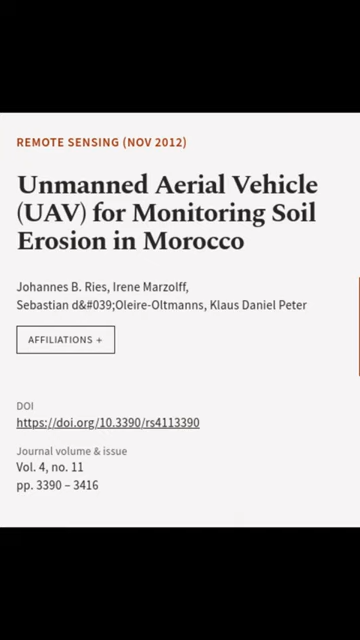 REMOTE SENSING (NOV 2012)
Unmanned Aerial Vehicle
(UAV) for Monitoring Soil
Erosion in Morocco
Johannes B. Ries, Irene Marzolff,
Sebastian d&#039;Oleire-Oltmanns, Klaus Daniel Peter
AFFILIATIONS +
DOI
https://doi.org/10.3390/rs4113390
Journal volume & issue
Vol. 4, no. 11
pp. 3390 – 3416